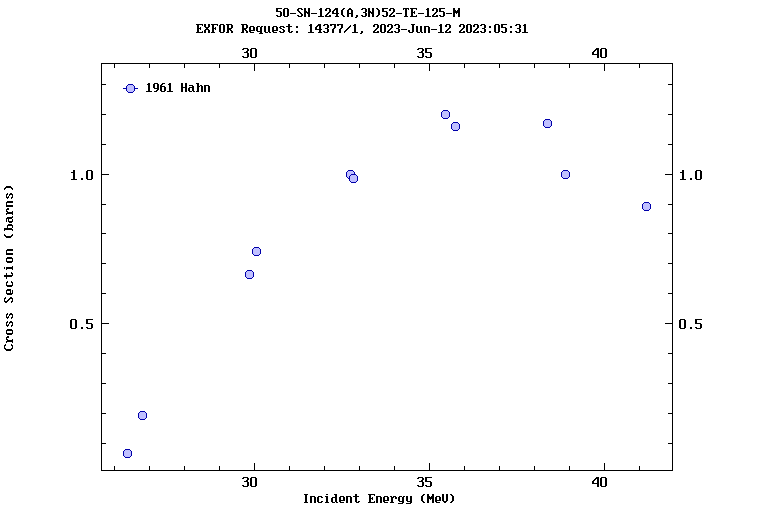 50-SN-124(A,3N)52-TE-125-M
EXFOR Request: 14377/1, 2023-Jun-12 2023:05:31
30 35 40
1961 Hahn
1.0 1.0
0.5 0.5
Cross Section (barns)
30 35 40
Incident Energy (MeV)